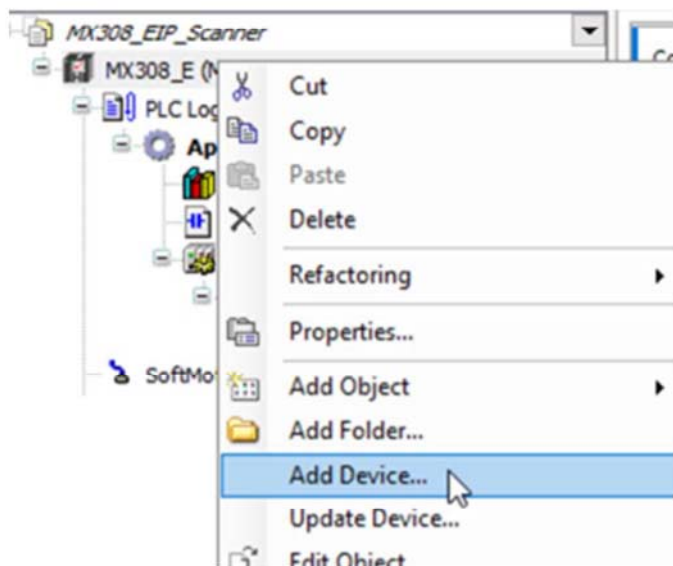 MX308_EIP_Scanner
MX308_E (
PLC Log
Ap
SoftMo
Cut
Copy
Paste
Delete
Refactoring
Properties...
Add Object
Add Folder...
Add Device...
Update Device...
Edit Object